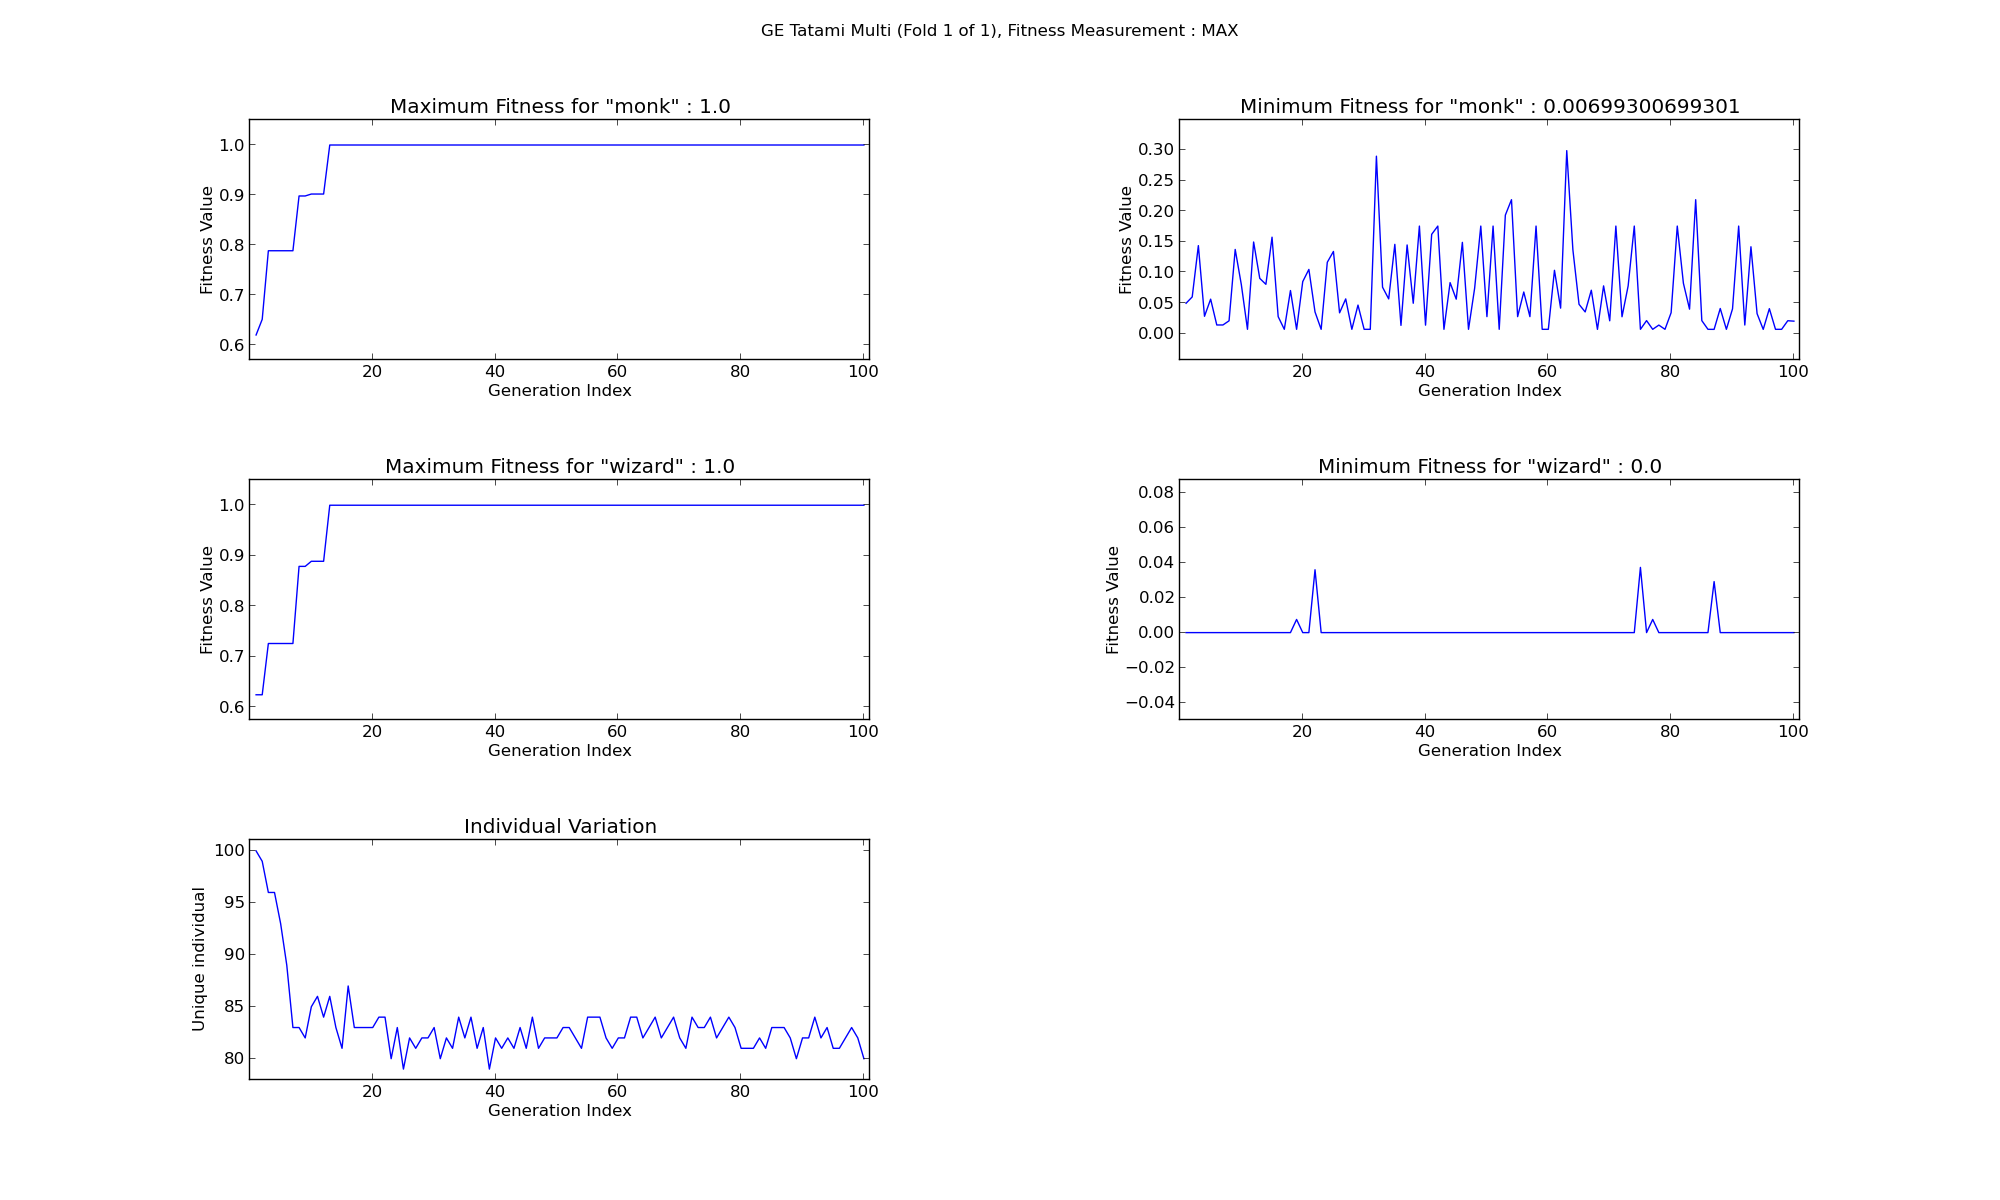 GE Tatami Multi (Fold 1 of 1), Fitness Measurement : MAX
Maximum Fitness for "monk" : 1.0
1.0
0.9
0.8
0.7
0.6
Fitness Value
20 40 60 80 100
Generation Index
Minimum Fitness for "monk" : 0.00699300699301
0.30
0.25
0.20
0.15
0.10
0.05
0.00
Fitness Value
20 40 60 80 100
Generation Index
Maximum Fitness for "wizard" : 1.0
1.0
0.9
0.8
0.7
0.6
Fitness Value
20 40 60 80 100
Generation Index
Minimum Fitness for "wizard" : 0.0
0.08
0.06
0.04
0.02
0.00
−0.02
−0.04
Fitness Value
20 40 60 80 100
Generation Index
Individual Variation
100
95
90
85
80
Unique individual
20 40 60 80 100
Generation Index